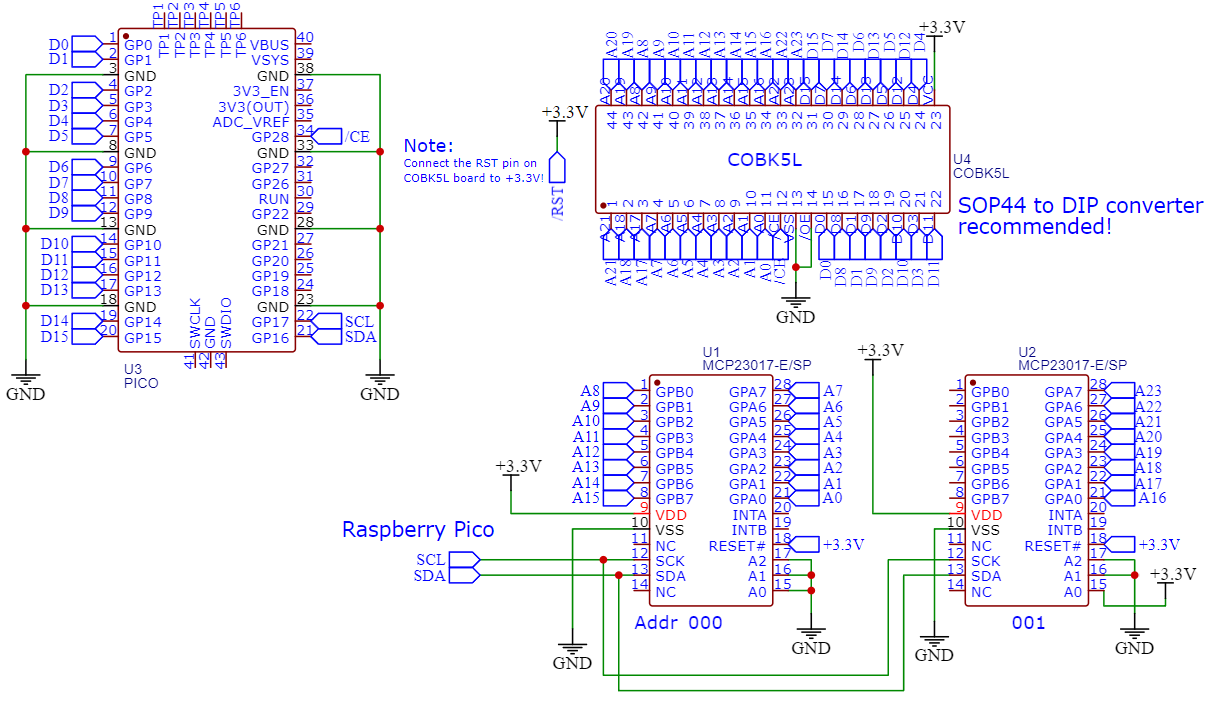 TP1 TP2 TP3 TP4 TP5 TP6
TP1 TP2 TP3 TP4 TP5 TP6
D0 1 GP0 VBUS 40
D1 2 GP1 VSYS 39
3 GND GND 38
D2 4 GP2 3V3_EN 37
D3 5 GP3 3V3(OUT) 36
D4 6 GP4 ADC_VREF 35
D5 7 GP5 GP28 34 /CE
8 GND GND 33
D6 9 GP6 GP27 32
D7 10 GP7 GP26 31
D8 11 GP8 RUN 30
D9 12 GP9 GP22 29
13 GND GND 28
D10 14 GP10 GP21 27
D11 15 GP11 GP20 26
D12 16 GP12 GP19 25
D13 17 GP13 GP18 24
18 GND GND 23
D14 19 GP14 GP17 22 SCL
D15 20 GP15 GP16 21 SDA
SWCLK GND SWDIO
41 42 43
U3
PICO
GND
GND
Note:
Connect the RST pin on
COBK5L board to +3.3V!
+3.3V
/RST
+3.3V
A20 A19 A8 A9 A10 A11 A12 A13 A14 A15 A16 A22 A23 D15 D7 D14 D6 D13 D5 D12 D4
A20 A19 A8 A9 A10 A11 A12 A13 A14 A15 A16 A22 A23 D15 D7 D14 D6 D13 D5 D12 D4 VCC
44 43 42 41 40 39 38 37 36 35 34 33 32 31 30 29 28 27 26 25 24 23
COBK5L
U4
COBK5L
1 2 3 4 5 6 7 8 9 10 11 12 13 14 15 16 17 18 19 20 21 22
A21 A18 A17 A7 A6 A5 A4 A3 A2 A1 A0 /CE VSS /OE D0 D8 D1 D9 D2 D10 D3 D11
A21 A18 A17 A7 A6 A5 A4 A3 A2 A1 A0 /CE D0 D8 D1 D9 D2 D10 D3 D11
GND
SOP44 to DIP converter
recommended!
U1
MCP23017-E/SP
A8 1 GPB0 GPA7 28 A7
A9 2 GPB1 GPA6 27 A6
A10 3 GPB2 GPA5 26 A5
A11 4 GPB3 GPA4 25 A4
A12 5 GPB4 GPA3 24 A3
A13 6 GPB5 GPA2 23 A2
A14 7 GPB6 GPA1 22 A1
A15 8 GPB7 GPA0 21 A0
+3.3V
9 VDD INTA 20
10 VSS INTB 19
11 NC RESET# 18 +3.3V
12 SCK A2 17
13 SDA A1 16
14 NC A0 15
Raspberry Pico
SCL
SDA
Addr 000
GND
GND
+3.3V
U2
MCP23017-E/SP
1 GPB0 GPA7 28 A23
2 GPB1 GPA6 27 A22
3 GPB2 GPA5 26 A21
4 GPB3 GPA4 25 A20
5 GPB4 GPA3 24 A19
6 GPB5 GPA2 23 A18
7 GPB6 GPA1 22 A17
8 GPB7 GPA0 21 A16
9 VDD INTA 20
10 VSS INTB 19
11 NC RESET# 18 +3.3V
12 SCK A2 17
13 SDA A1 16
14 NC A0 15
+3.3V
001
GND
GND